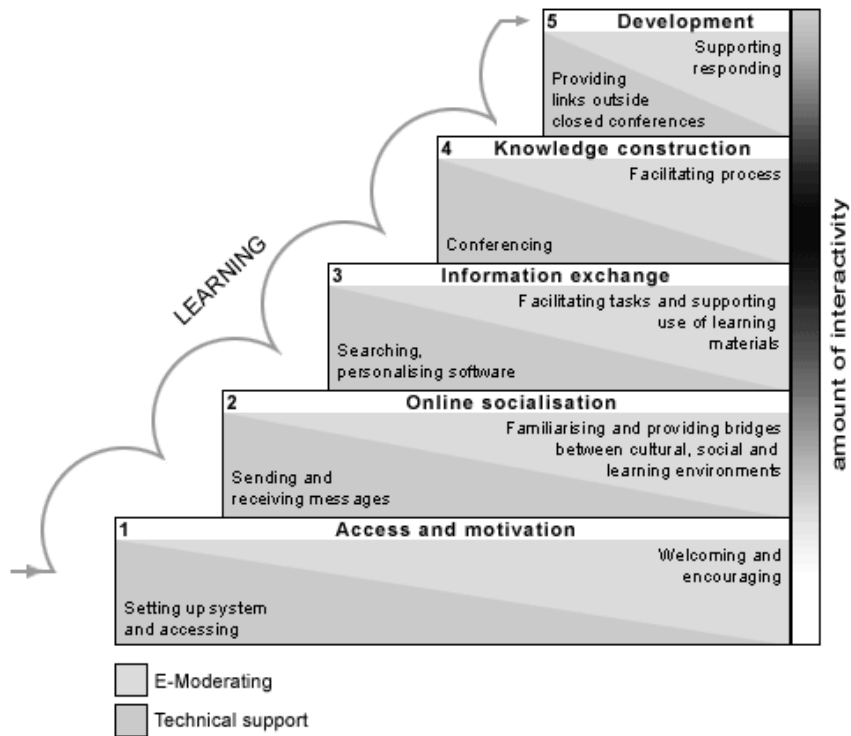 5 Development
Supporting
responding
Providing
links outside
closed conferences
4 Knowledge construction
Facilitating process
Conferencing
3 Information exchange
Facilitating tasks and supporting
use of learning
materials
Searching,
personalising software
2 Online socialisation
Familiarising and providing bridges
between cultural, social and
learning environments
Sending and
receiving messages
1 Access and motivation
Welcoming and
encouraging
Setting up system
and accessing
LEARNING
amount of interactivity
E-Moderating
Technical support